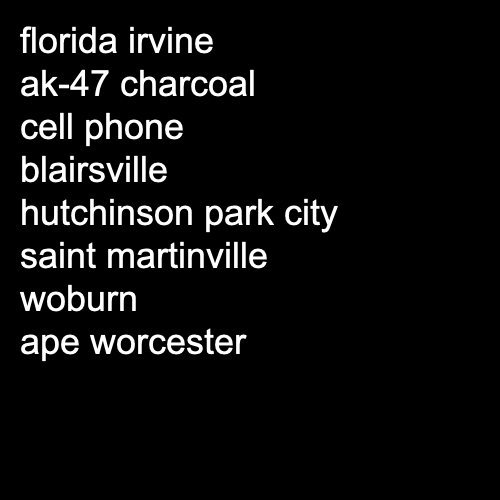 florida irvine
ak-47 charcoal
cell phone
blairsville
hutchinson park city
saint martinville
woburn
ape worcester